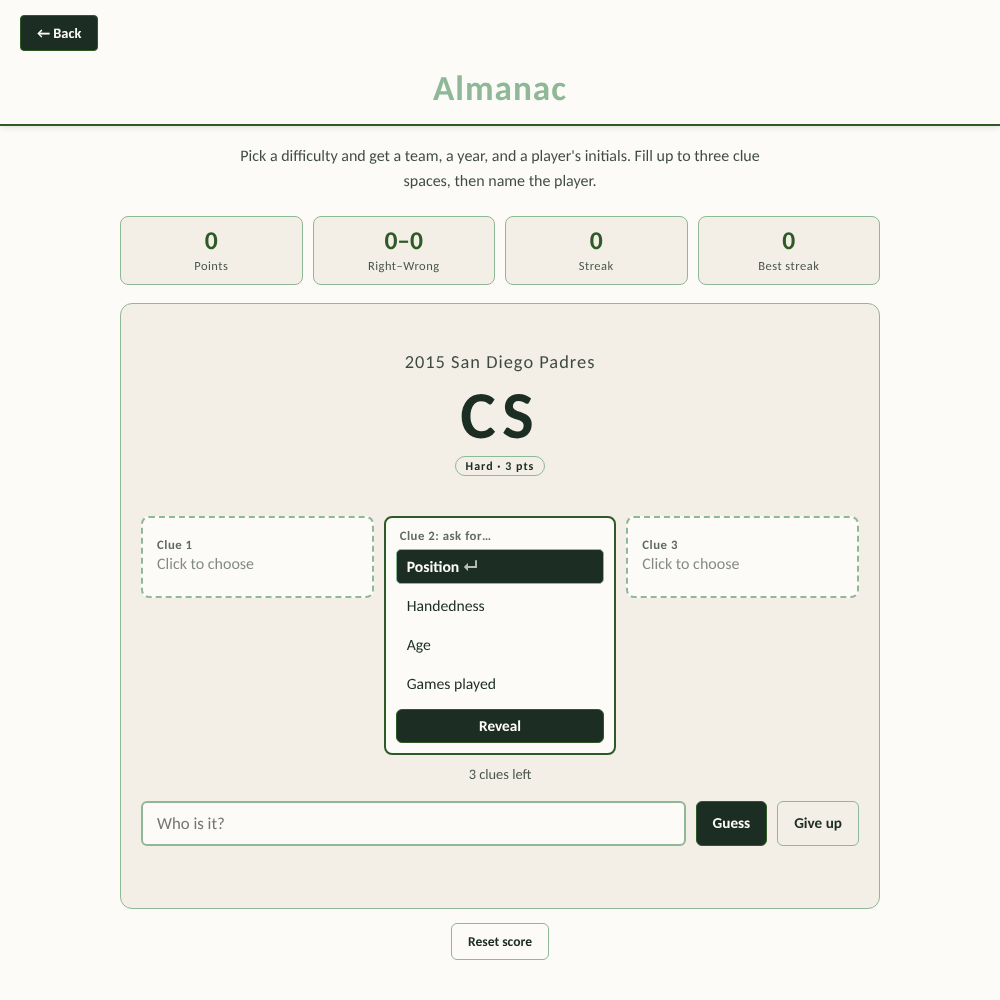 ← Back
Almanac
Pick a difficulty and get a team, a year, and a player's initials. Fill up to three clue
spaces, then name the player.
0
Points
0–0
Right–Wrong
0
Streak
0
Best streak
2015 San Diego Padres
CS
Hard · 3 pts
Clue 1
Click to choose
Clue 2: ask for…
Position ↵
Handedness
Age
Games played
Reveal
Clue 3
Click to choose
3 clues left
Who is it?
Guess
Give up
Reset score